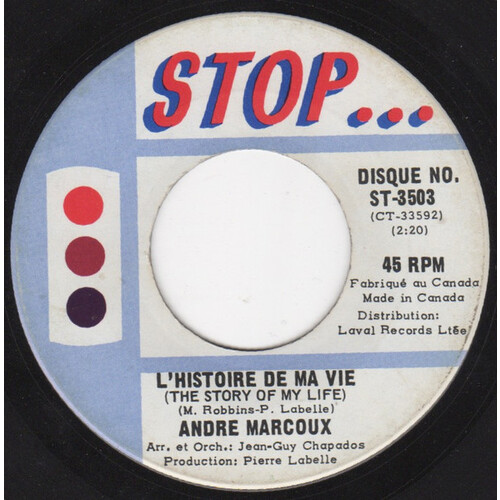 STOP...
DISQUE NO.
ST-3503
(CT-33592)
(2:20)
45 RPM
Fabriqué au Canada
Made in Canada
Distribution:
Laval Records Ltée
L'HISTOIRE DE MA VIE
(THE STORY OF MY LIFE)
(M. Robbins-P. Labelle)
ANDRE MARCOUX
Arr. et Orch.: Jean-Guy Chapados
Production: Pierre Labelle